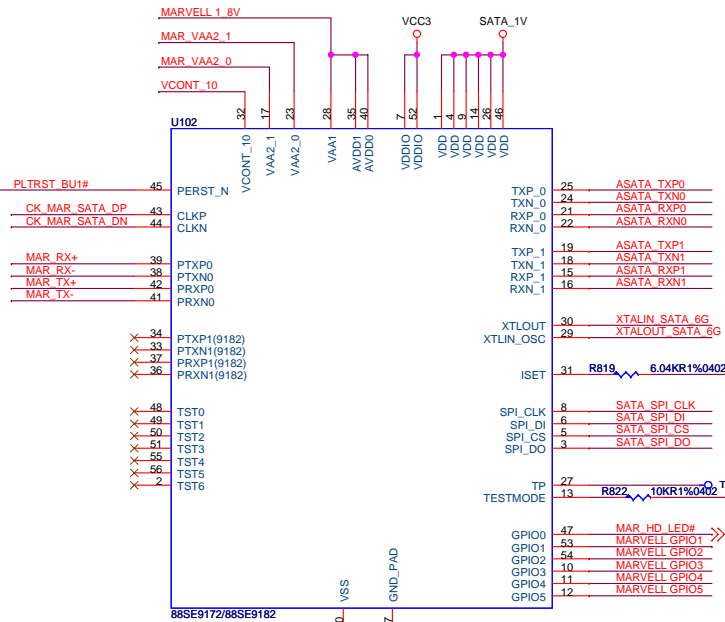 MARVELL 1_8V
MAR_VAA2_1
MAR_VAA2_0
VCONT_10
VCC3
SATA_1V
32
17
23
28
35
40
7
52
1
4
9
14
26
46
U102
VCONT_10
VAA2_1
VAA2_0
VAA1
AVDD1
AVDD0
VDDIO
VDDIO
VDD
VDD
VDD
VDD
VDD
VDD
PLTRST_BU1# 45 PERST_N
CK_MAR_SATA_DP 43 CLKP
CK_MAR_SATA_DN 44 CLKN
MAR_RX+ 39 PTXP0
MAR_RX- 38 PTXN0
MAR_TX+ 42 PRXP0
MAR_TX- 41 PRXN0
34 PTXP1(9182)
33 PTXN1(9182)
37 PRXP1(9182)
36 PRXN1(9182)
48 TST0
49 TST1
50 TST2
51 TST3
55 TST4
56 TST5
2 TST6
TXP_0 25 ASATA_TXP0
TXN_0 24 ASATA_TXN0
RXP_0 21 ASATA_RXP0
RXN_0 22 ASATA_RXN0
TXP_1 19 ASATA_TXP1
TXN_1 18 ASATA_TXN1
RXP_1 15 ASATA_RXP1
RXN_1 16 ASATA_RXN1
XTLOUT 30 XTALIN_SATA_6G
XTLIN_OSC 29 XTALOUT_SATA_6G
ISET 31 R819 6.04KR1%0402
SPI_CLK 8 SATA_SPI_CLK
SPI_DI 6 SATA_SPI_DI
SPI_CS 5 SATA_SPI_CS
SPI_DO 3 SATA_SPI_DO
TP 27 T
TESTMODE 13 R822 10KR1%0402
GPIO0 47 MAR_HD_LED#
GPIO1 53 MARVELL GPIO1
GPIO2 54 MARVELL GPIO2
GPIO3 10 MARVELL GPIO3
GPIO4 11 MARVELL GPIO4
GPIO5 12 MARVELL GPIO5
VSS
GND_PAD
88SE9172/88SE9182
0
7